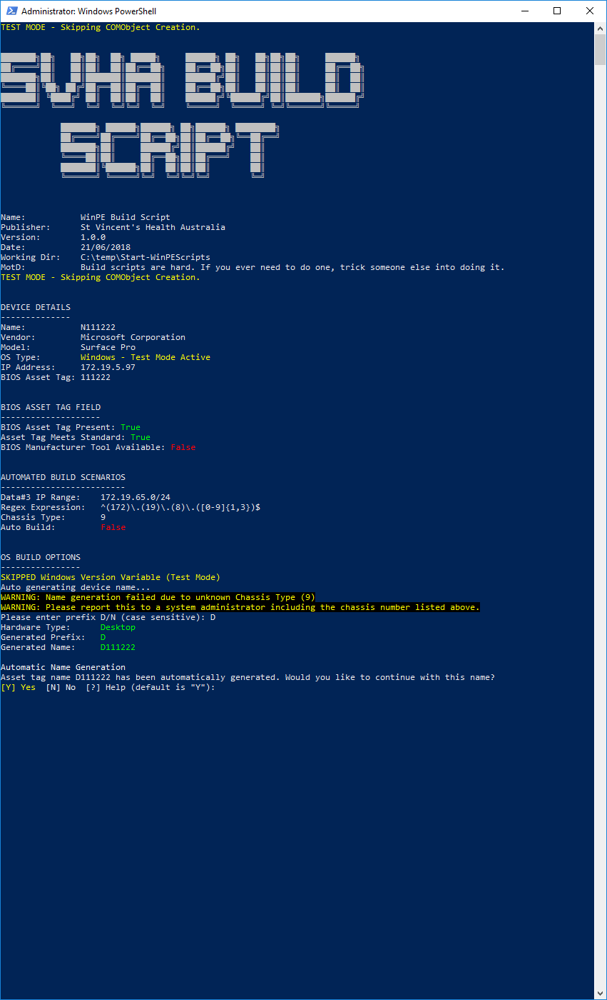 Administrator: Windows PowerShell
TEST MODE - Skipping COMObject Creation.
SVHA BUILD
SCRIPT
Name: WinPE Build Script
Publisher: St Vincent's Health Australia
Version: 1.0.0
Date: 21/06/2018
Working Dir: C:\temp\Start-WinPEScripts
MotD: Build scripts are hard. If you ever need to do one, trick someone else into doing it.
TEST MODE - Skipping COMObject Creation.
DEVICE DETAILS
--------------
Name: N111222
Vendor: Microsoft Corporation
Model: Surface Pro
OS Type: Windows - Test Mode Active
IP Address: 172.19.5.97
BIOS Asset Tag: 111222
BIOS ASSET TAG FIELD
--------------------
BIOS Asset Tag Present: True
Asset Tag Meets Standard: True
BIOS Manufacturer Tool Available: False
AUTOMATED BUILD SCENARIOS
-------------------------
Data#3 IP Range: 172.19.65.0/24
Regex Expression: ^(172)\.(19)\.(8)\.([0-9]{1,3})$
Chassis Type: 9
Auto Build: False
OS BUILD OPTIONS
----------------
SKIPPED Windows Version Variable (Test Mode)
Auto generating device name...
WARNING: Name generation failed due to unknown Chassis Type (9)
WARNING: Please report this to a system administrator including the chassis number listed above.
Please enter prefix D/N (case sensitive): D
Hardware Type: Desktop
Generated Prefix: D
Generated Name: D111222
Automatic Name Generation
Asset tag name D111222 has been automatically generated. Would you like to continue with this name?
[Y] Yes  [N] No  [?] Help (default is "Y"):